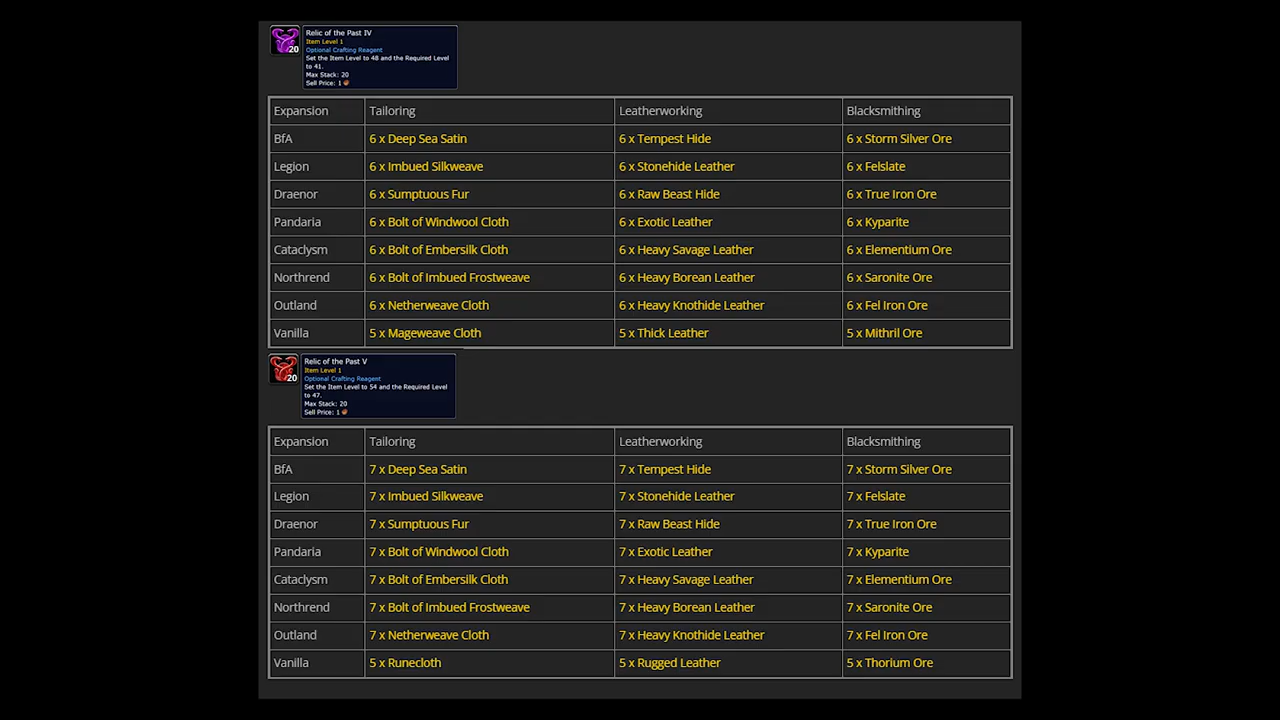 Relic of the Past IV
Item Level 1
Optional Crafting Reagent
Set the Item Level to 48 and the Required Level
to 41.
Max Stack: 20
Sell Price: 1
20
Expansion Tailoring Leatherworking Blacksmithing
BfA 6 x Deep Sea Satin 6 x Tempest Hide 6 x Storm Silver Ore
Legion 6 x Imbued Silkweave 6 x Stonehide Leather 6 x Felslate
Draenor 6 x Sumptuous Fur 6 x Raw Beast Hide 6 x True Iron Ore
Pandaria 6 x Bolt of Windwool Cloth 6 x Exotic Leather 6 x Kyparite
Cataclysm 6 x Bolt of Embersilk Cloth 6 x Heavy Savage Leather 6 x Elementium Ore
Northrend 6 x Bolt of Imbued Frostweave 6 x Heavy Borean Leather 6 x Saronite Ore
Outland 6 x Netherweave Cloth 6 x Heavy Knothide Leather 6 x Fel Iron Ore
Vanilla 5 x Mageweave Cloth 5 x Thick Leather 5 x Mithril Ore
Relic of the Past V
Item Level 1
Optional Crafting Reagent
Set the Item Level to 54 and the Required Level
to 47.
Max Stack: 20
Sell Price: 1
20
Expansion Tailoring Leatherworking Blacksmithing
BfA 7 x Deep Sea Satin 7 x Tempest Hide 7 x Storm Silver Ore
Legion 7 x Imbued Silkweave 7 x Stonehide Leather 7 x Felslate
Draenor 7 x Sumptuous Fur 7 x Raw Beast Hide 7 x True Iron Ore
Pandaria 7 x Bolt of Windwool Cloth 7 x Exotic Leather 7 x Kyparite
Cataclysm 7 x Bolt of Embersilk Cloth 7 x Heavy Savage Leather 7 x Elementium Ore
Northrend 7 x Bolt of Imbued Frostweave 7 x Heavy Borean Leather 7 x Saronite Ore
Outland 7 x Netherweave Cloth 7 x Heavy Knothide Leather 7 x Fel Iron Ore
Vanilla 5 x Runecloth 5 x Rugged Leather 5 x Thorium Ore